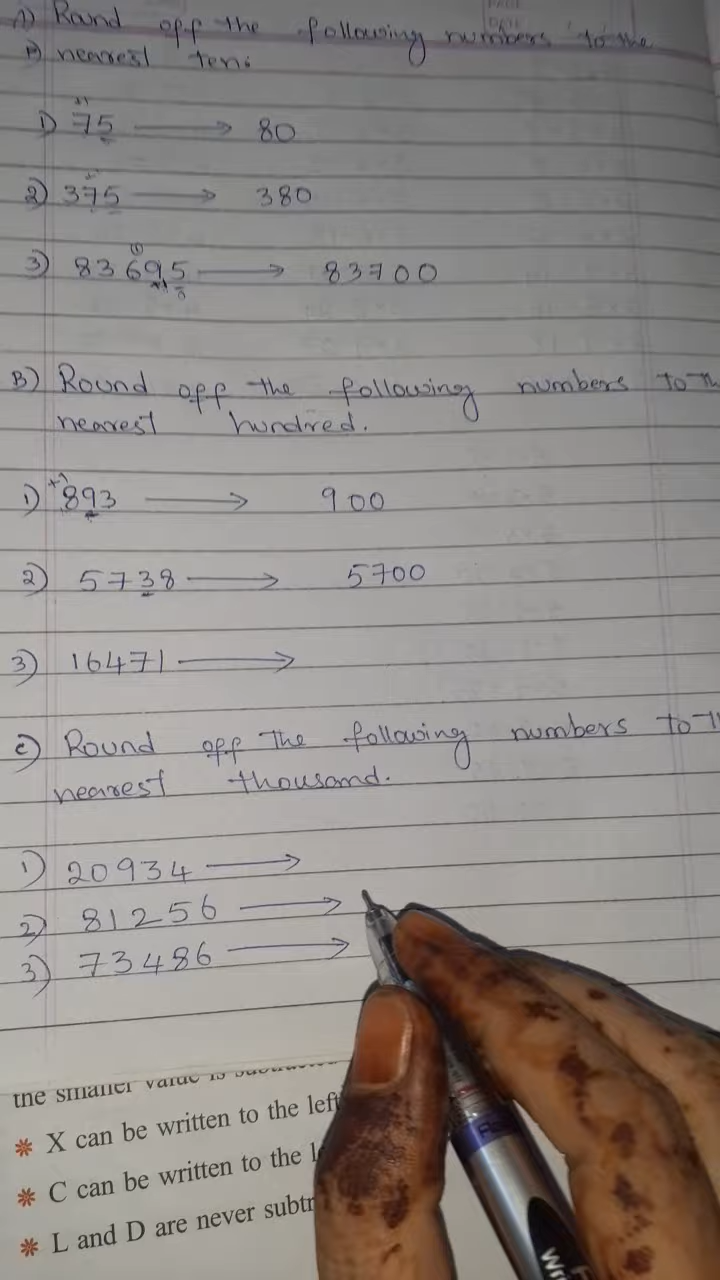 A) Round off the following numbers to the
nearest ten.
1) 75 → 80
2) 375 → 380
3) 83695 → 83700
B) Round off the following numbers to
nearest hundred.
+1
1) 893 → 900
2) 5738 → 5700
3) 16471 →
C) Round off The following numbers to
nearest thousand.
1) 20934 →
2) 81256 →
3) 73486 →
the smaller value is
* X can be written to the left
* C can be written to the
* L and D are never